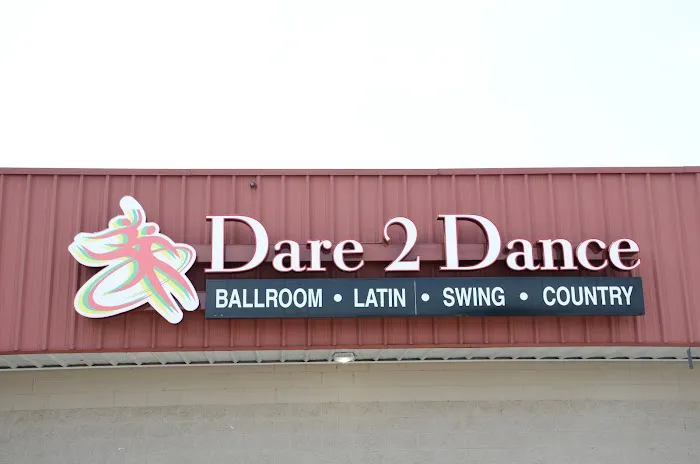 Dare 2 Dance
BALLROOM • LATIN • SWING • COUNTRY